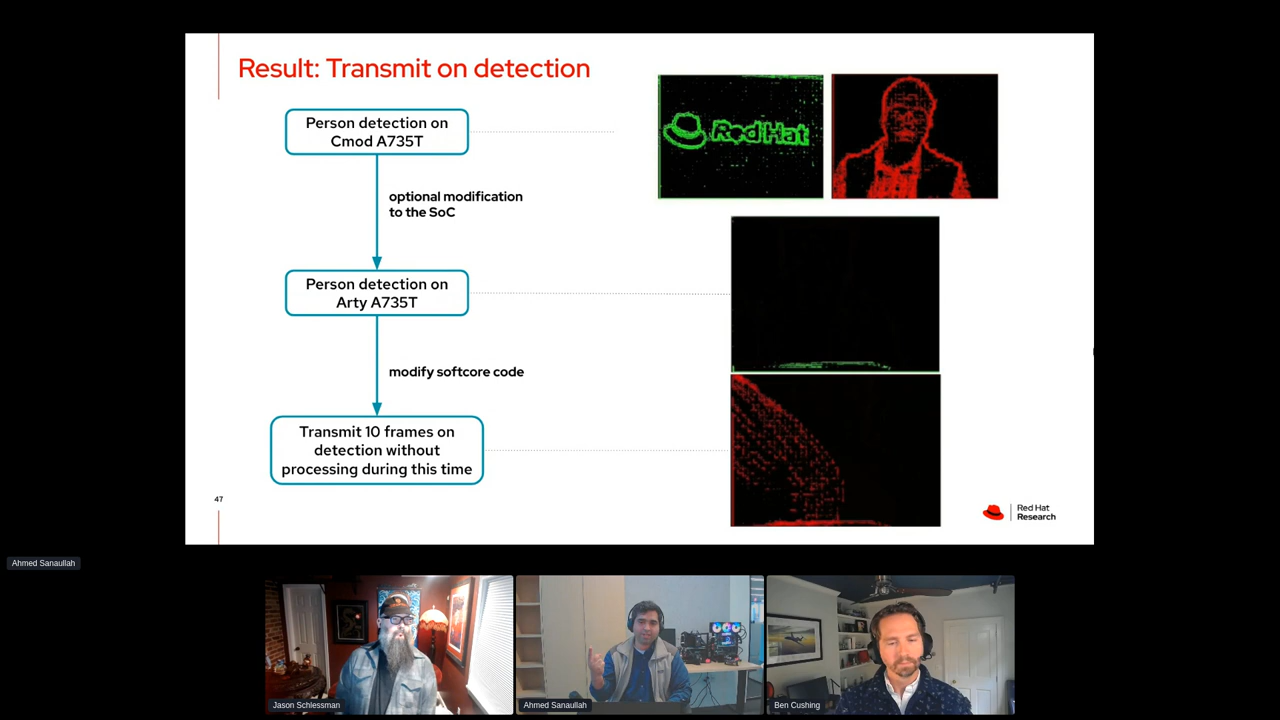 Result: Transmit on detection
Person detection on
Cmod A735T
optional modification
to the SoC
Person detection on
Arty A735T
modify softcore code
Transmit 10 frames on
detection without
processing during this time
Red Hat
47
Red Hat
Research
Ahmed Sanaullah
Jason Schlessman
Ahmed Sanaullah
Ben Cushing